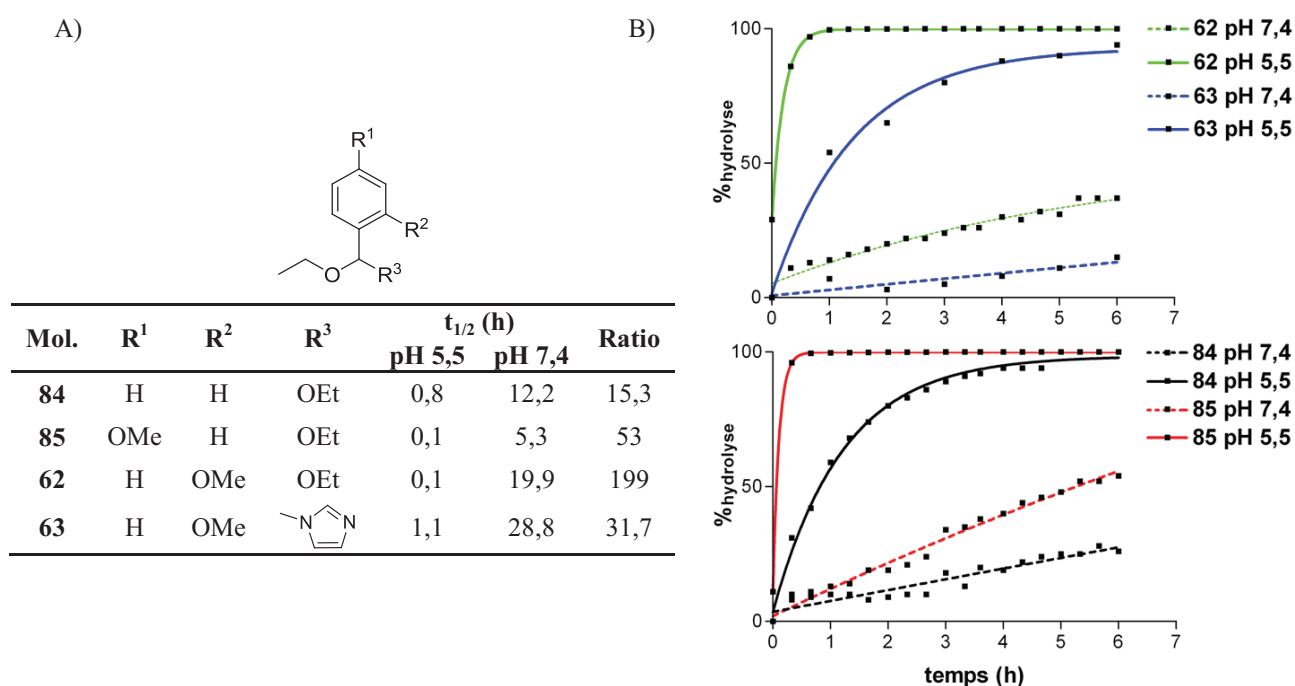 A)
R¹
R²
O
R³
Mol. R¹ R² R³ t₁/₂ (h) Ratio
pH 5,5 pH 7,4
84 H H OEt 0,8 12,2 15,3
85 OMe H OEt 0,1 5,3 53
62 H OMe OEt 0,1 19,9 199
63 H OMe N N 1,1 28,8 31,7
B)
100
50
0
%hydrolyse
0 1 2 3 4 5 6 7
62 pH 7,4
62 pH 5,5
63 pH 7,4
63 pH 5,5
100
50
0
%hydrolyse
0 1 2 3 4 5 6 7
temps (h)
84 pH 7,4
84 pH 5,5
85 pH 7,4
85 pH 5,5